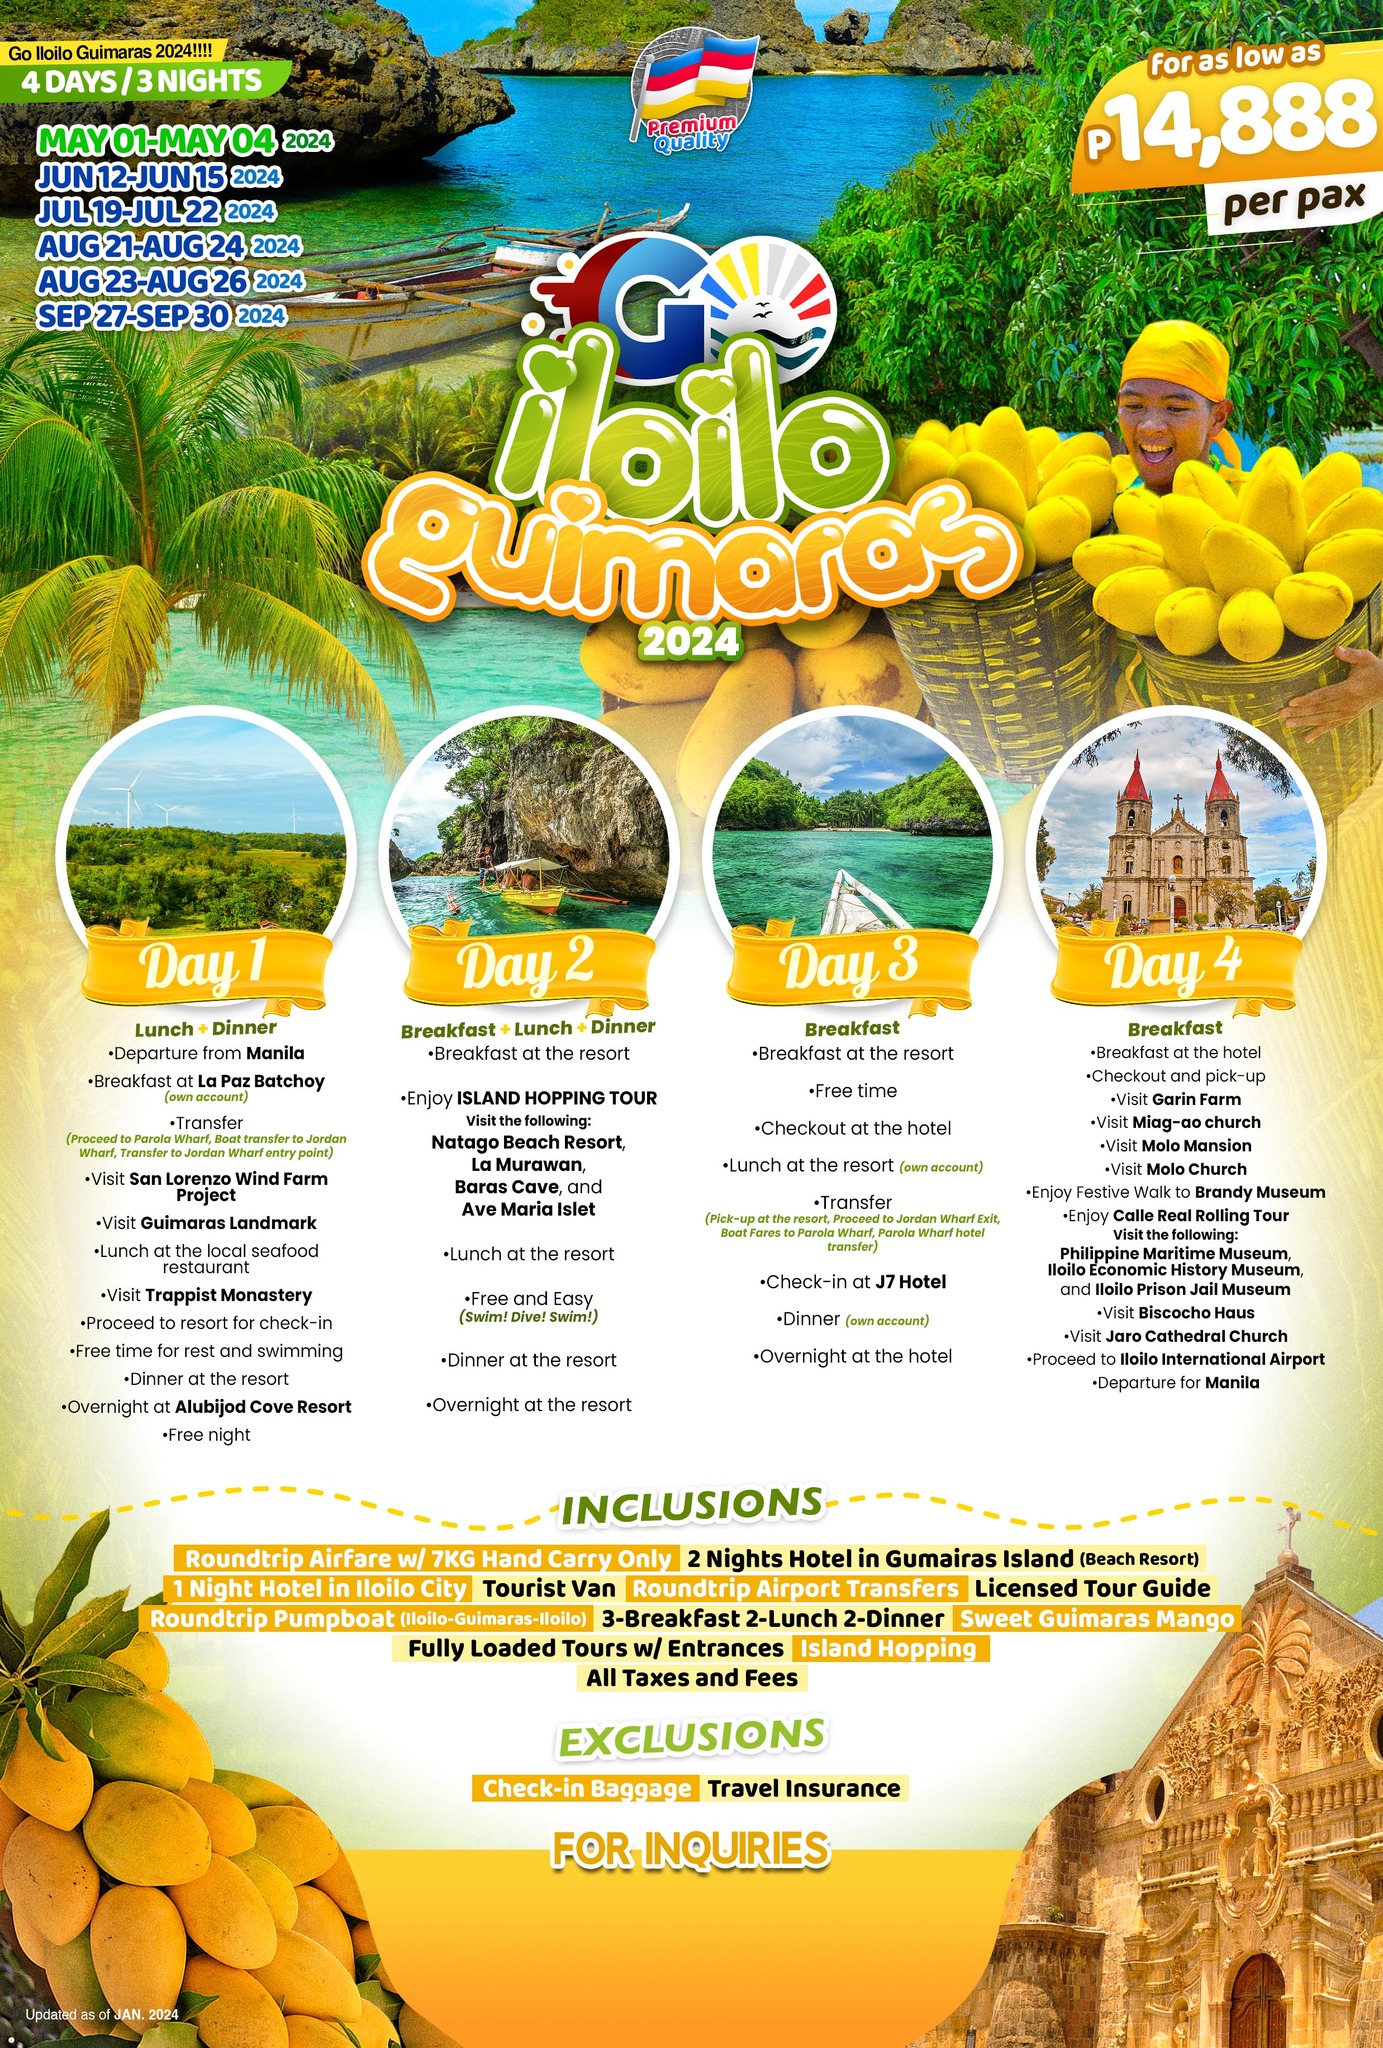 Go Iloilo Guimaras 2024!!!!
4 DAYS / 3 NIGHTS
MAY 01-MAY 04 2024
JUN 12-JUN 15 2024
JUL 19-JUL 22 2024
AUG 21-AUG 24 2024
AUG 23-AUG 26 2024
SEP 27-SEP 30 2024
Premium
Quality
for as low as
P14,888
per pax
GO
iloilo
guimaras
2024
Day 1
Lunch + Dinner
•Departure from Manila
•Breakfast at La Paz Batchoy
(own account)
•Transfer
(Proceed to Parola Wharf, Boat transfer to Jordan
Wharf, Transfer to Jordan Wharf entry point)
•Visit San Lorenzo Wind Farm
Project
•Visit Guimaras Landmark
•Lunch at the local seafood
restaurant
•Visit Trappist Monastery
•Proceed to resort for check-in
•Free time for rest and swimming
•Dinner at the resort
•Overnight at Alubijod Cove Resort
•Free night
Day 2
Breakfast + Lunch + Dinner
•Breakfast at the resort
•Enjoy ISLAND HOPPING TOUR
Visit the following:
Natago Beach Resort,
La Murawan,
Baras Cave, and
Ave Maria Islet
•Lunch at the resort
•Free and Easy
(Swim! Dive! Swim!)
•Dinner at the resort
•Overnight at the resort
Day 3
Breakfast
•Breakfast at the resort
•Free time
•Checkout at the hotel
•Lunch at the resort (own account)
•Transfer
(Pick-up at the resort, Proceed to Jordan Wharf Exit,
Boat Fares to Parola Wharf, Parola Wharf hotel
transfer)
•Check-in at J7 Hotel
•Dinner (own account)
•Overnight at the hotel
Day 4
Breakfast
•Breakfast at the hotel
•Checkout and pick-up
•Visit Garin Farm
•Visit Miag-ao church
•Visit Molo Mansion
•Visit Molo Church
•Enjoy Festive Walk to Brandy Museum
•Enjoy Calle Real Rolling Tour
Visit the following:
Philippine Maritime Museum,
Iloilo Economic History Museum,
and Iloilo Prison Jail Museum
•Visit Biscocho Haus
•Visit Jaro Cathedral Church
•Proceed to Iloilo International Airport
•Departure for Manila
INCLUSIONS
Roundtrip Airfare w/ 7KG Hand Carry Only 2 Nights Hotel in Gumairas Island (Beach Resort)
1 Night Hotel in Iloilo City Tourist Van Roundtrip Airport Transfers Licensed Tour Guide
Roundtrip Pumpboat (Iloilo-Guimaras-Iloilo) 3-Breakfast 2-Lunch 2-Dinner Sweet Guimaras Mango
Fully Loaded Tours w/ Entrances Island Hopping
All Taxes and Fees
EXCLUSIONS
Check-in Baggage Travel Insurance
FOR INQUIRIES
Updated as of JAN. 2024